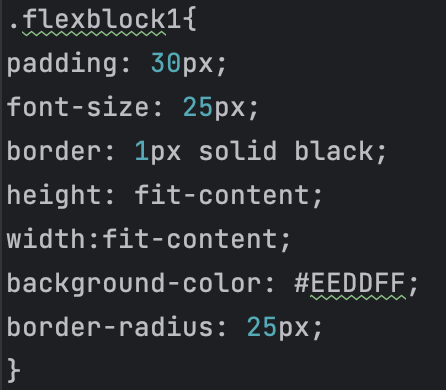 .flexblock1{
padding: 30px;
font-size: 25px;
border: 1px solid black;
height: fit-content;
width:fit-content;
background-color: #EEDDFF;
border-radius: 25px;
}